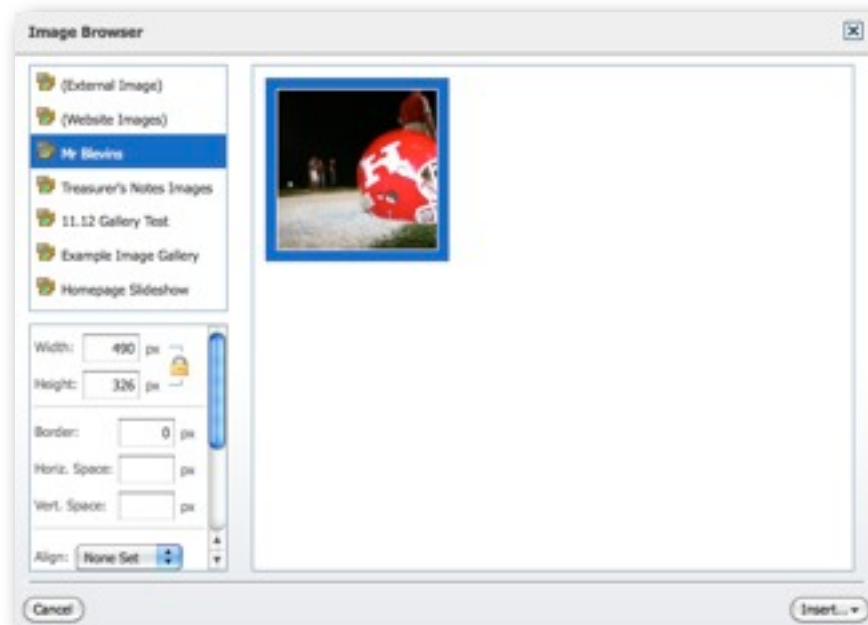 Image Browser
(External Image)
(Website Images)
Mr Blevins
Treasurer's Notes Images
11.12 Gallery Test
Example Image Gallery
Homepage Slideshow
Width: 490 px
Height: 326 px
Border: 0 px
Horiz. Space: px
Vert. Space: px
Align: None Set
Cancel
Insert...
H